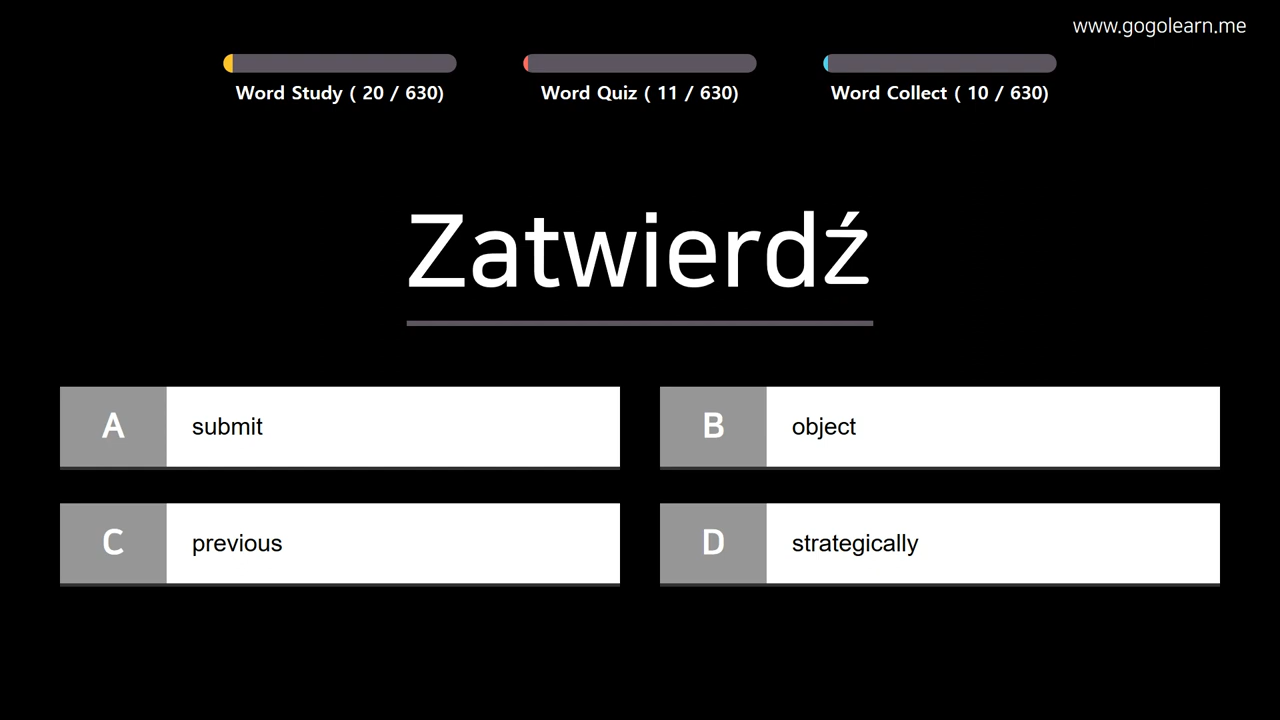 www.gogolearn.me
Word Study ( 20 / 630)
Word Quiz ( 11 / 630)
Word Collect ( 10 / 630)
Zatwierdź
A submit
B object
C previous
D strategically